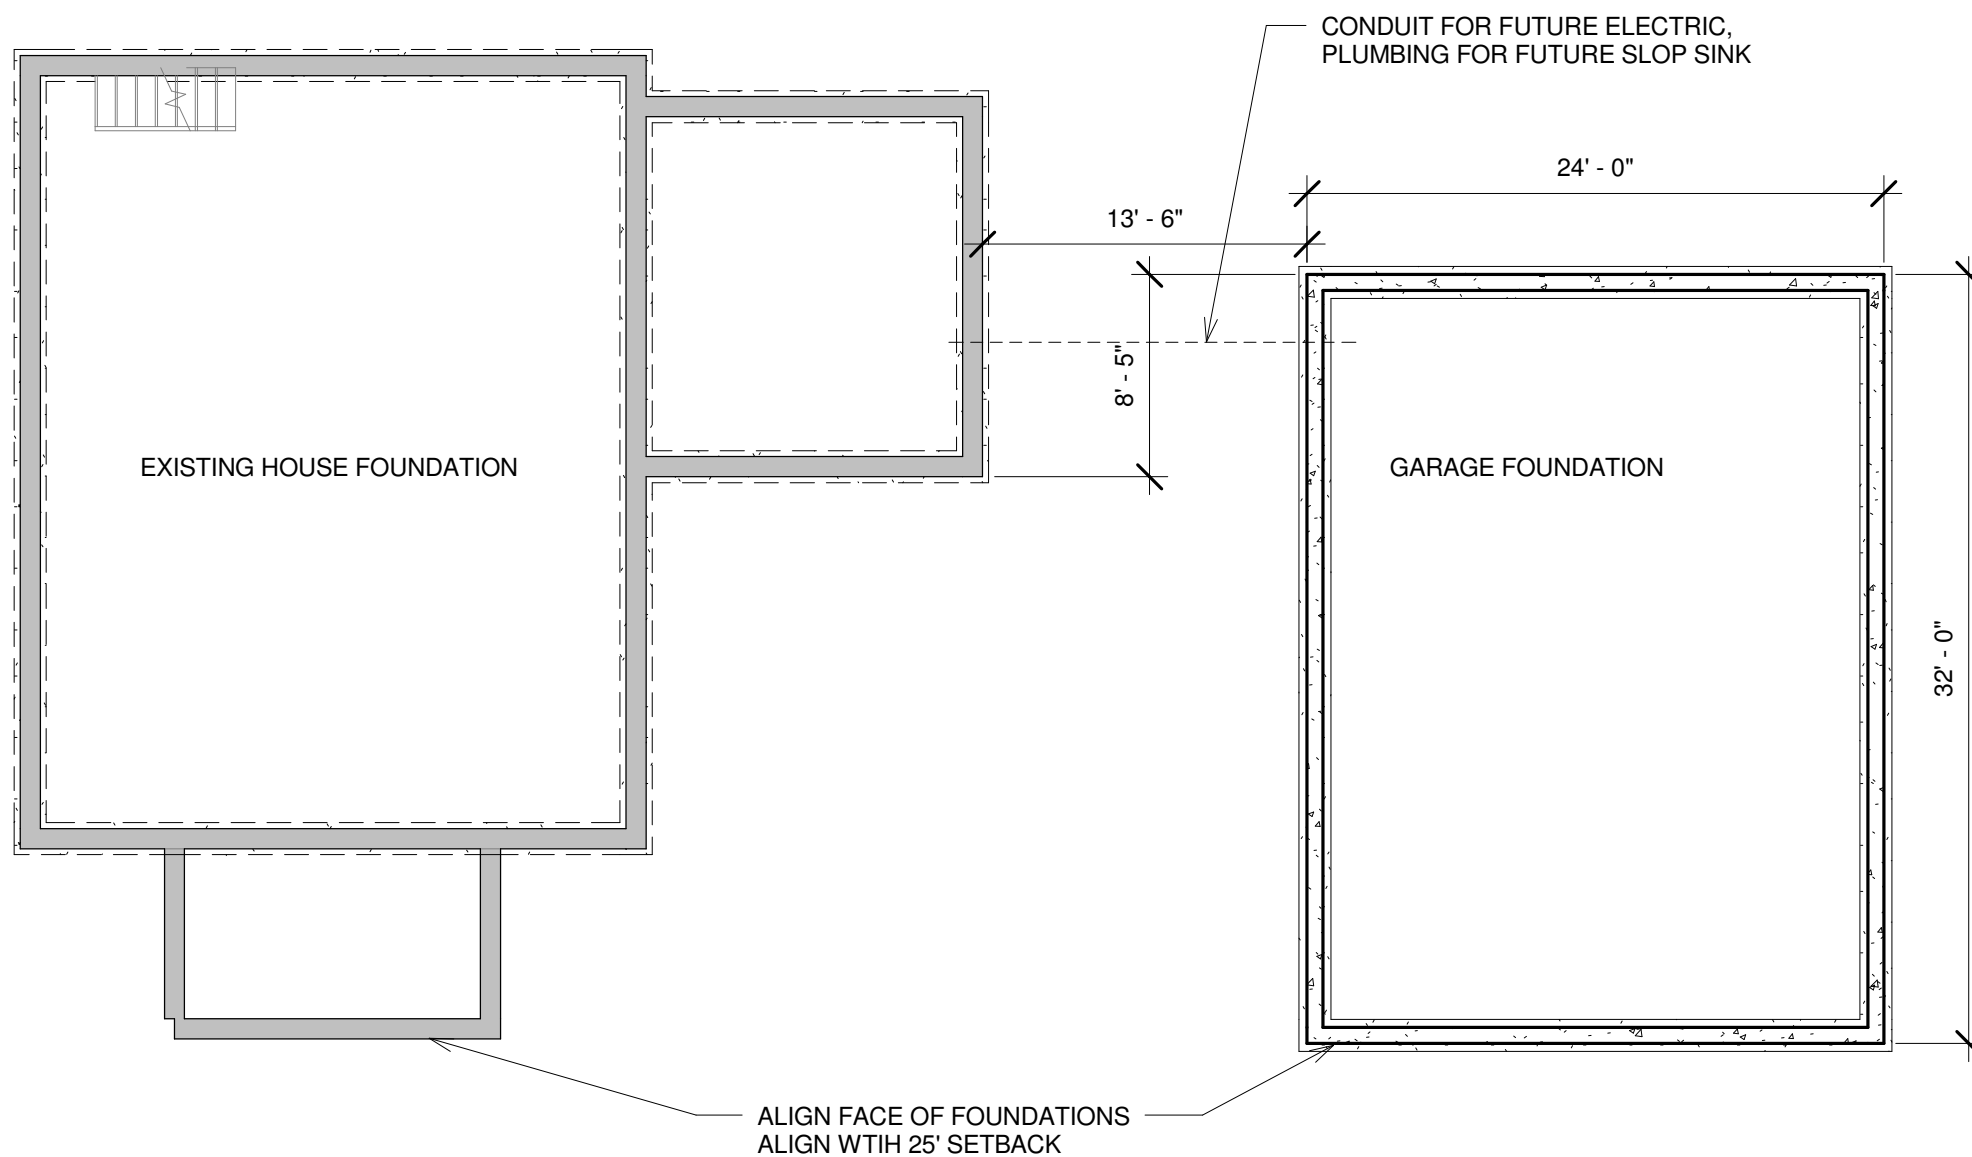 CONDUIT FOR FUTURE ELECTRIC,
PLUMBING FOR FUTURE SLOP SINK
24' - 0"
13' - 6"
8' - 5"
EXISTING HOUSE FOUNDATION
GARAGE FOUNDATION
32' - 0"
ALIGN FACE OF FOUNDATIONS
ALIGN WTIH 25' SETBACK